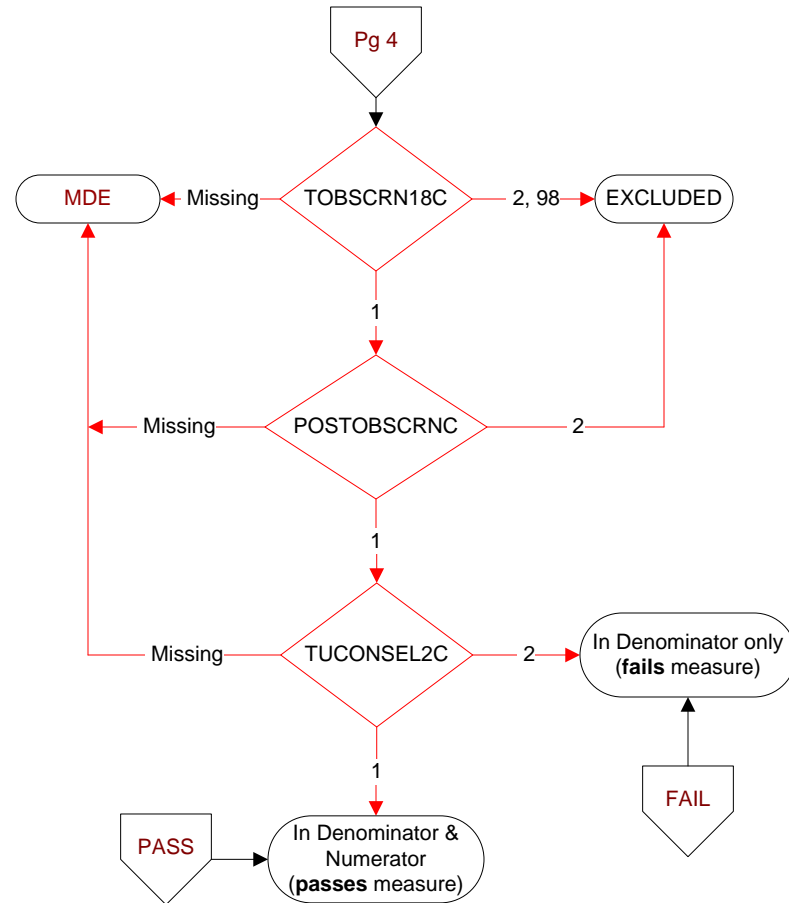 Pg 4
MDE
Missing
TOBSCRN18C
2, 98
EXCLUDED
1
Missing
POSTOBSCRNC
2
1
Missing
TUCONSEL2C
2
In Denominator only
(fails measure)
1
FAIL
PASS
In Denominator &
Numerator
(passes measure)